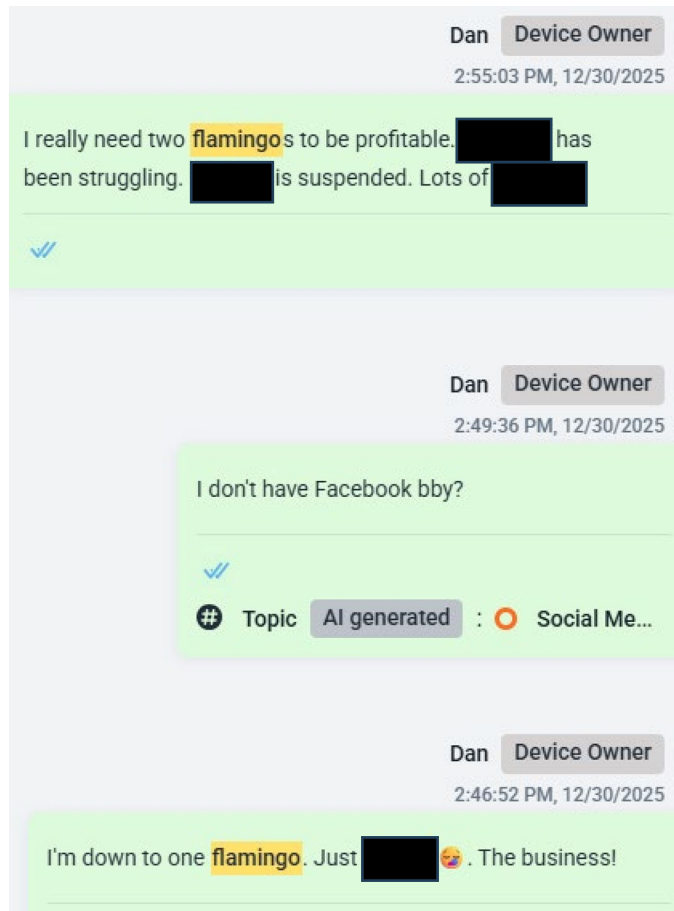 Dan Device Owner
2:55:03 PM, 12/30/2025
I really need two flamingos to be profitable. has
been struggling. is suspended. Lots of
Dan Device Owner
2:49:36 PM, 12/30/2025
I don't have Facebook bby?
Topic AI generated : Social Me...
Dan Device Owner
2:46:52 PM, 12/30/2025
I'm down to one flamingo. Just 😪. The business!